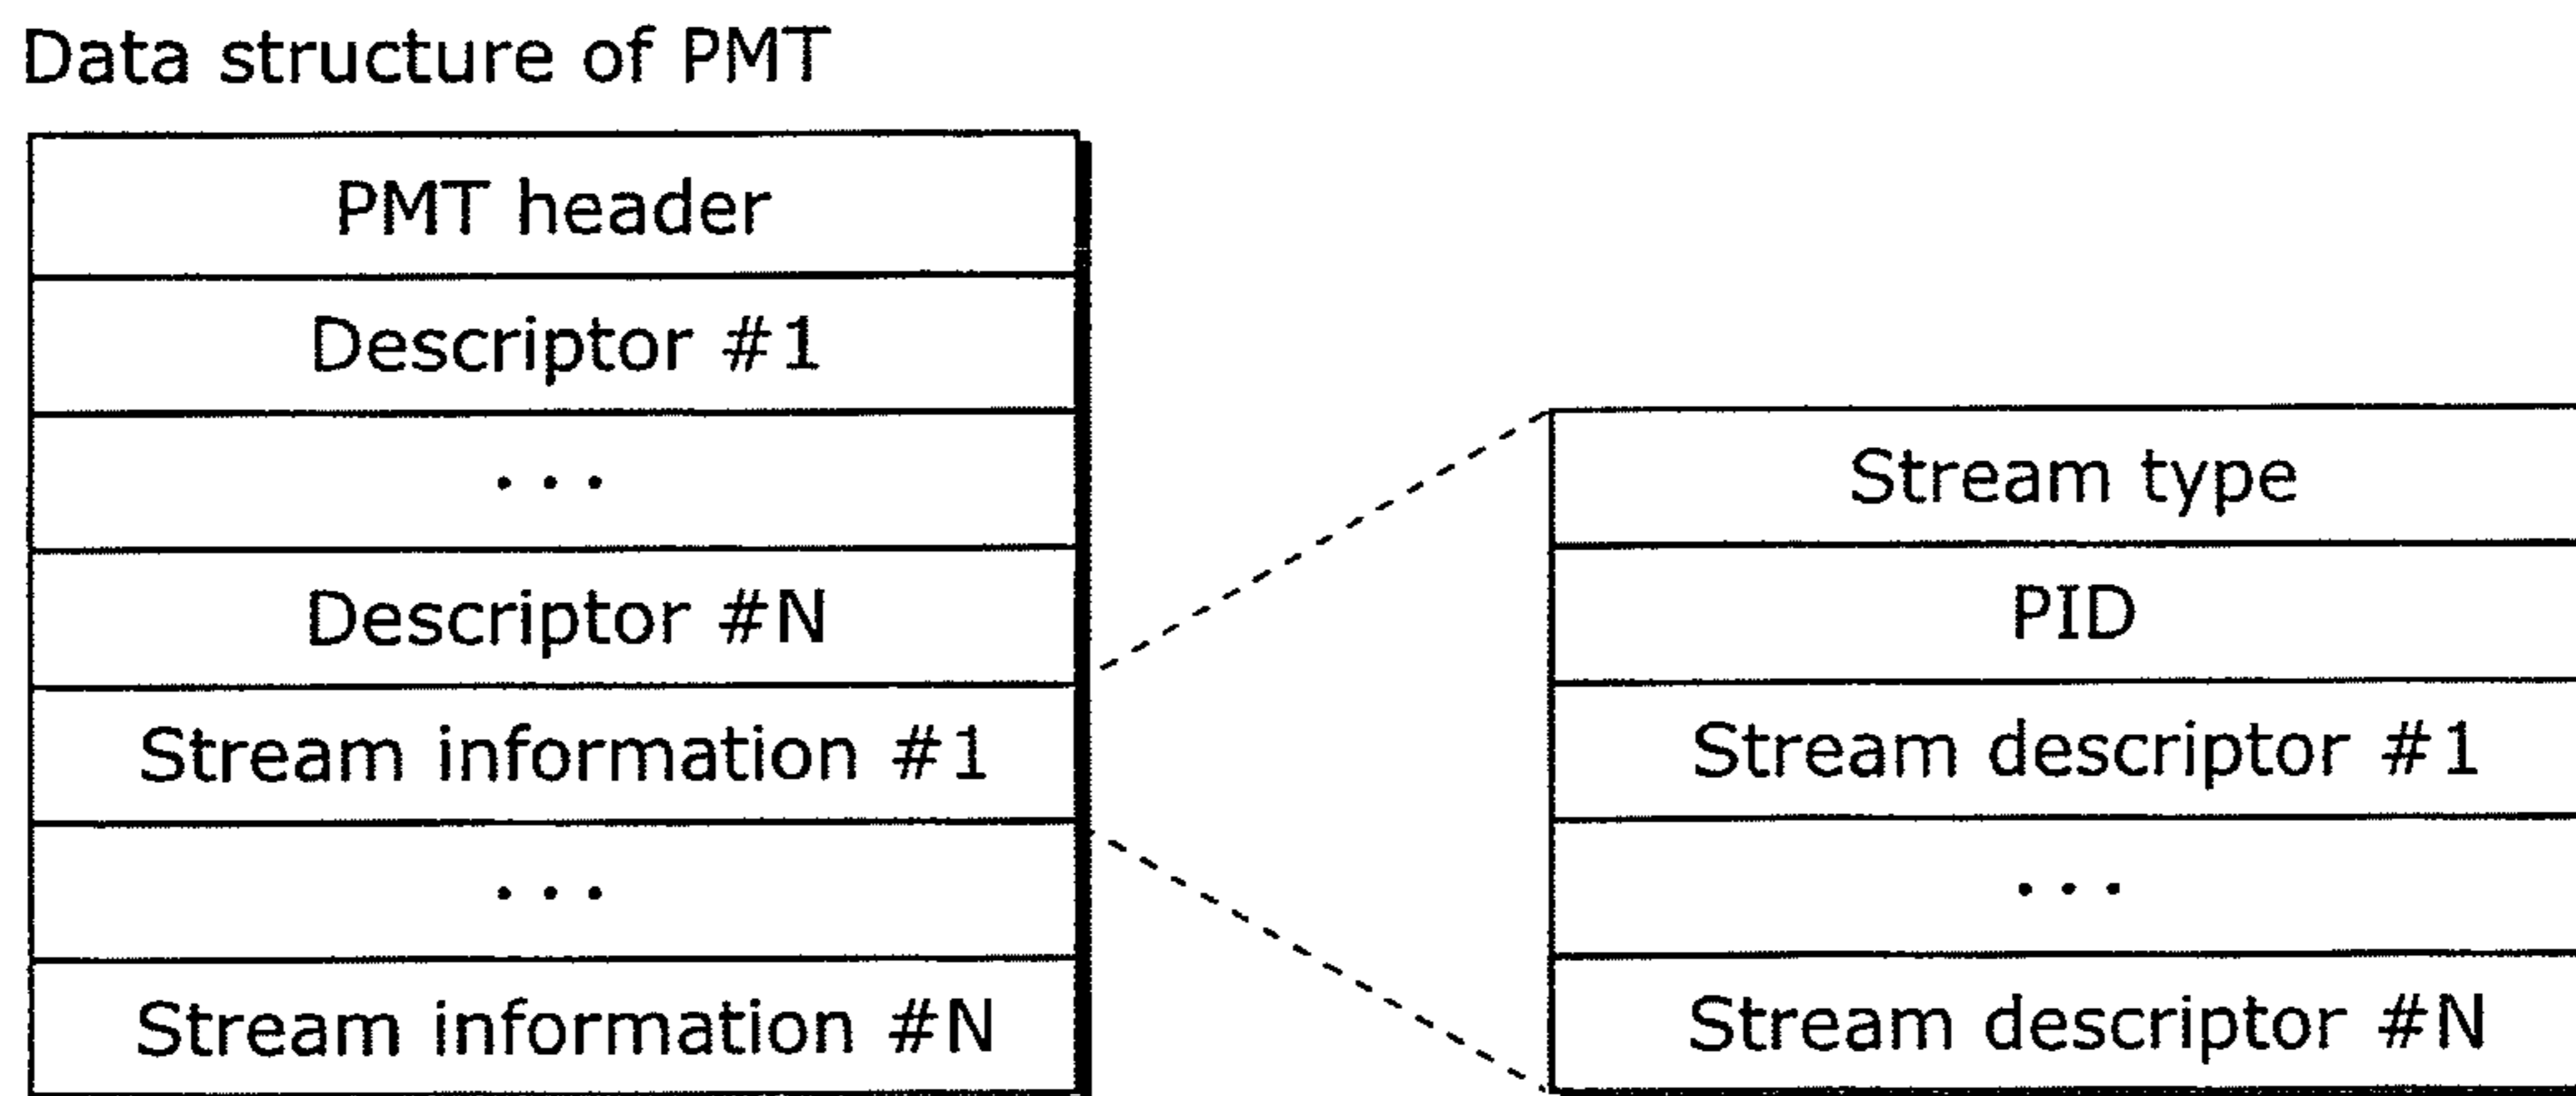 Data structure of PMT
PMT header
Descriptor #1
...
Descriptor #N
Stream information #1
...
Stream information #N
Stream type
PID
Stream descriptor #1
...
Stream descriptor #N